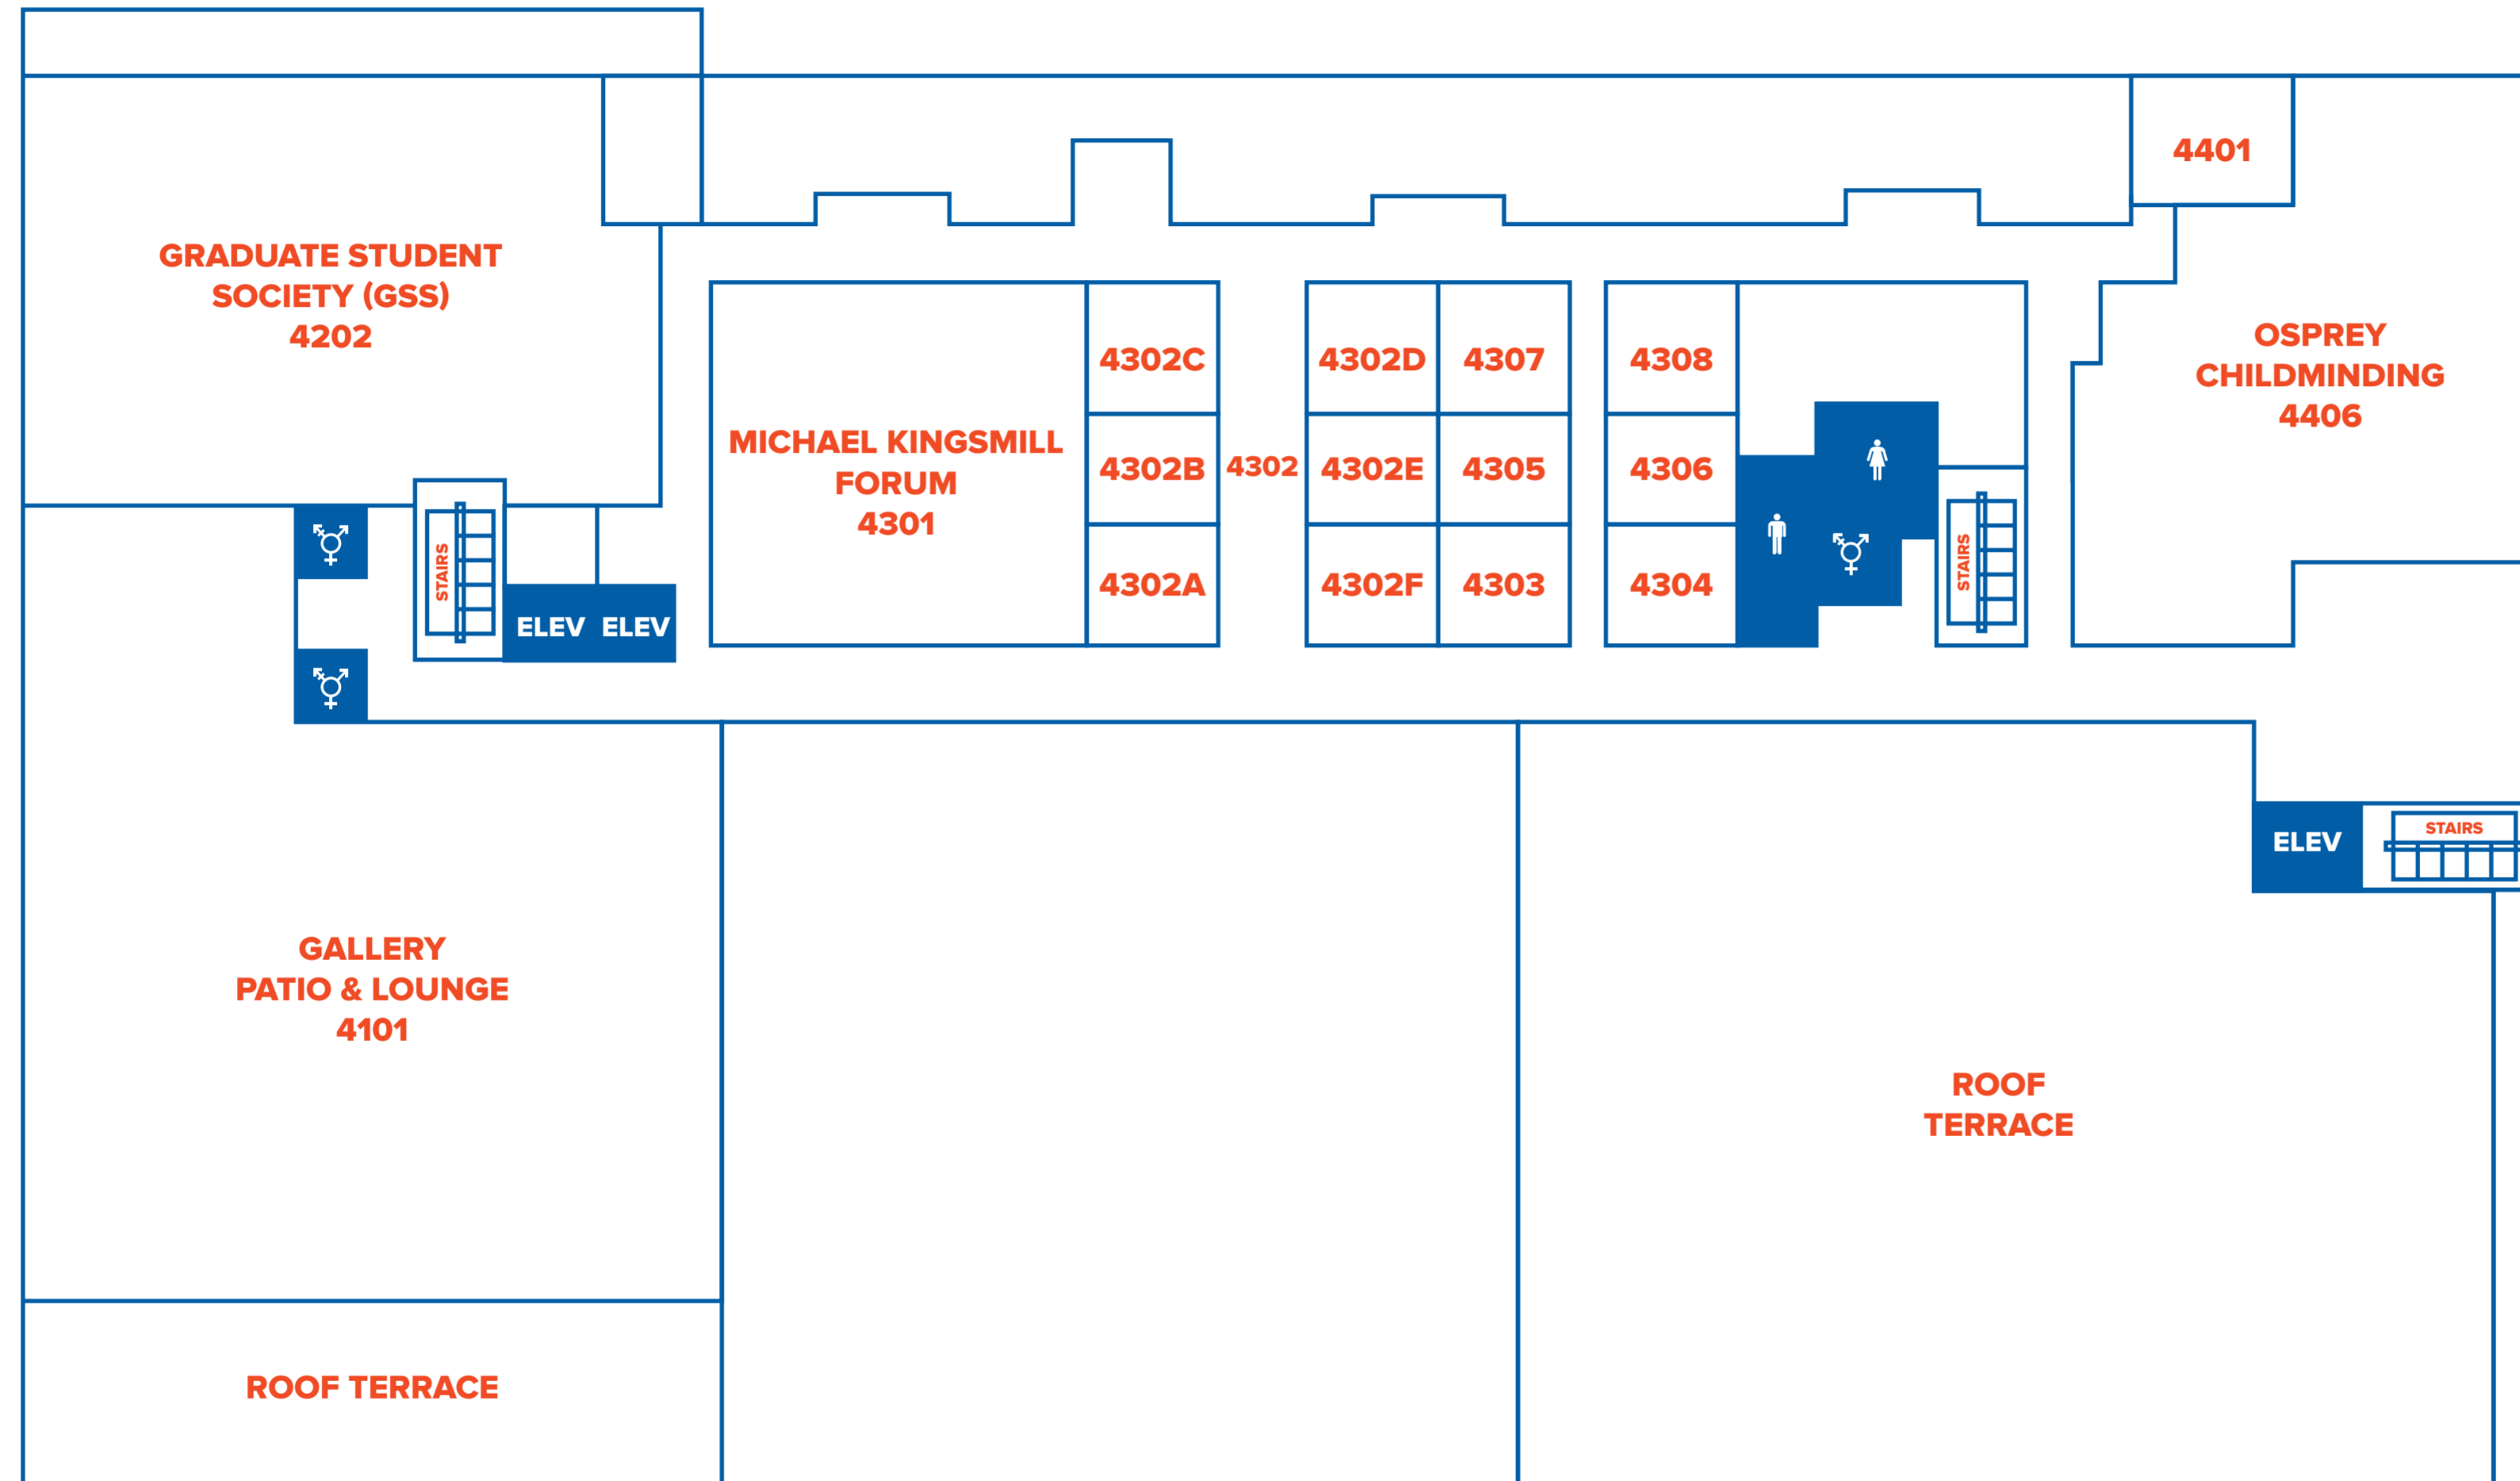 4401
GRADUATE STUDENT
SOCIETY (GSS)
4202
OSPREY
CHILDMINDING
4406
4302C
4302D
4307
4308
MICHAEL KINGSMILL
FORUM
4301
4302B
4302
4302E
4305
4306
4302A
4302F
4303
4304
STAIRS
STAIRS
ELEV
ELEV
ELEV
STAIRS
GALLERY
PATIO & LOUNGE
4101
ROOF
TERRACE
ROOF TERRACE